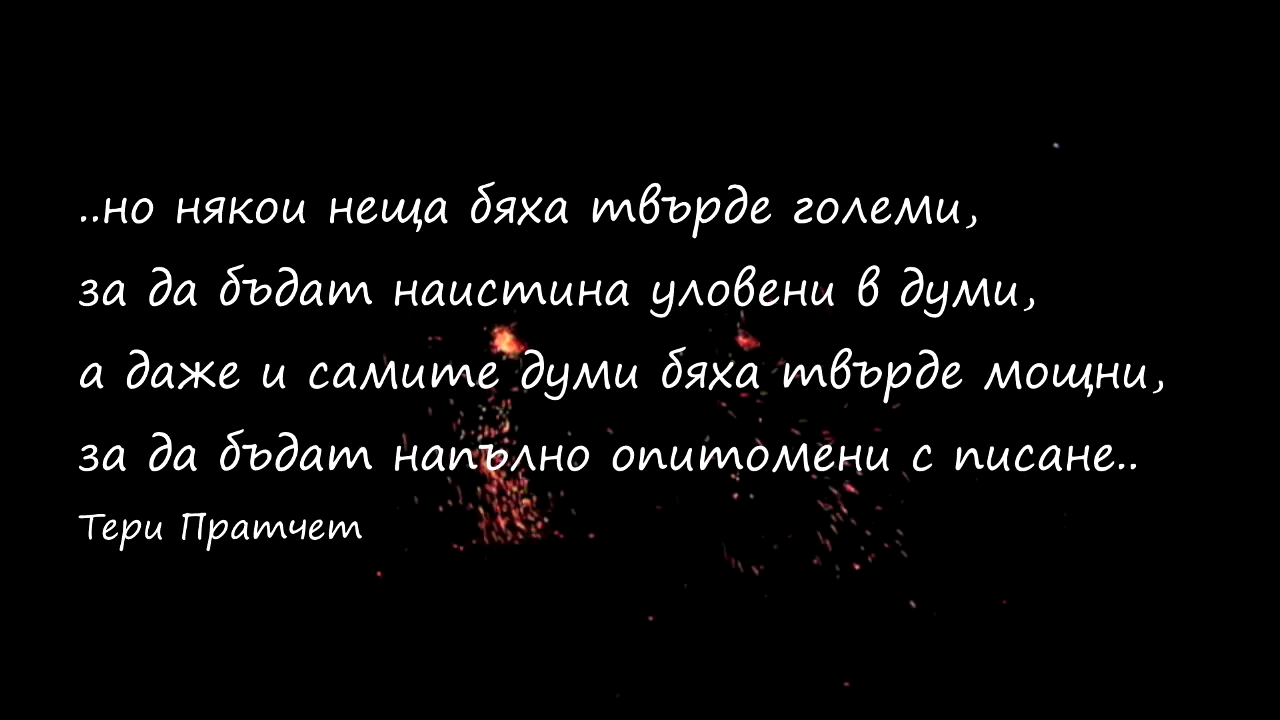 ..но някои неща бяха твърде големи,
за да бъдат наистина уловени в думи,
а даже и самите думи бяха твърде мощни,
за да бъдат напълно опитомени с писане..
Тери Пратчет